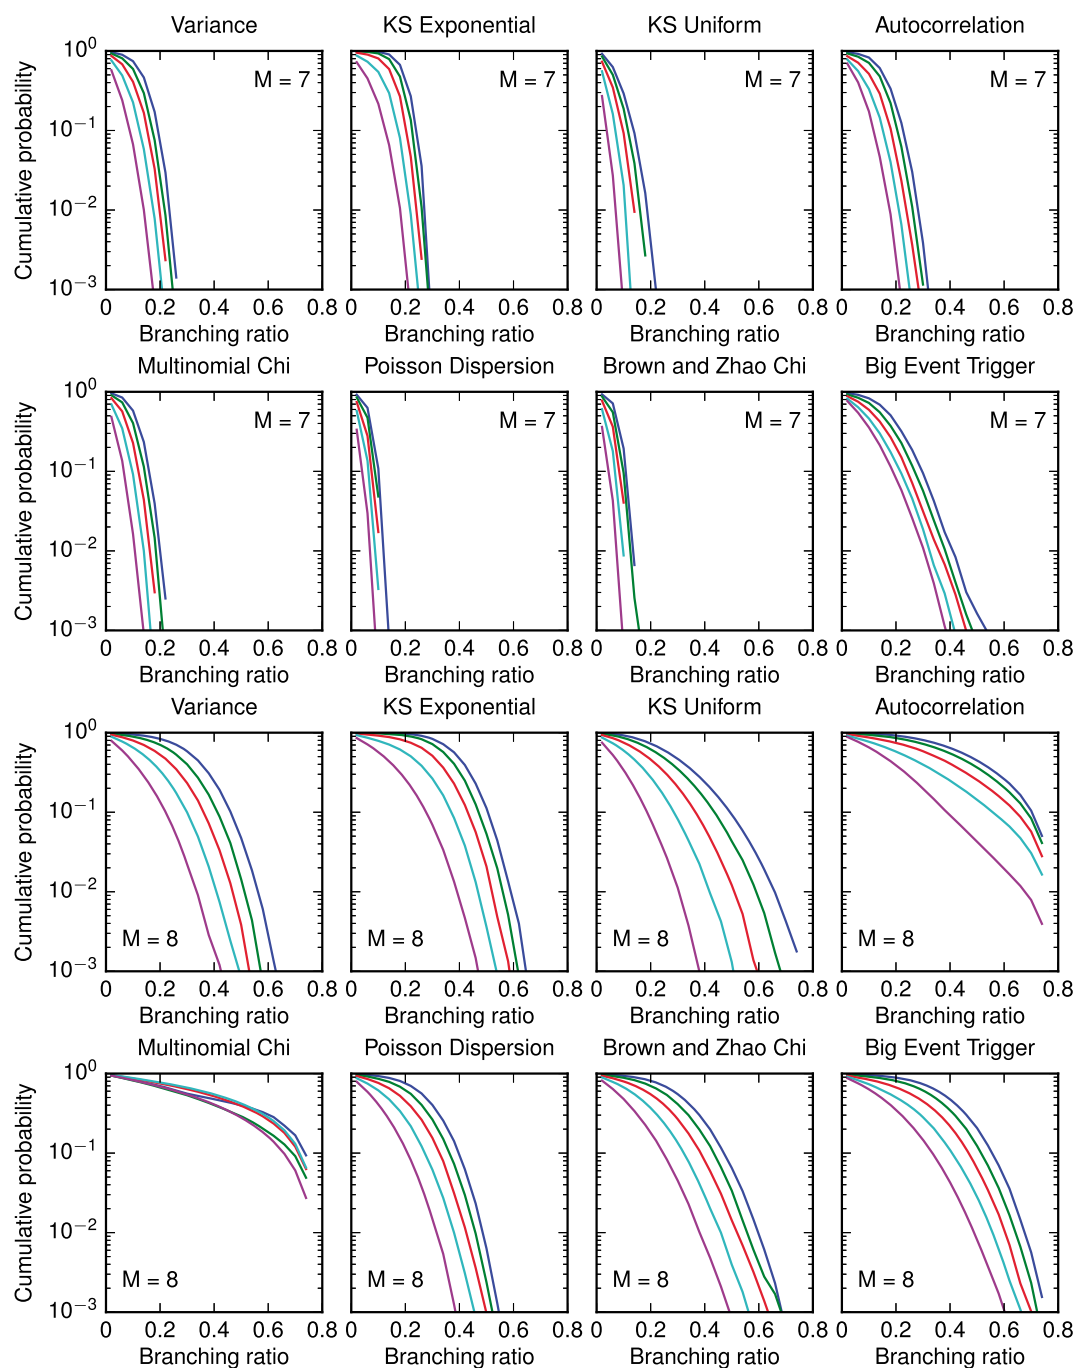 Variance KS Exponential KS Uniform Autocorrelation
Cumulative probability
10^0
10^−1
10^−2
10^−3
M = 7 M = 7 M = 7 M = 7
0 0.2 0.4 0.6 0.8 0 0.2 0.4 0.6 0.8 0 0.2 0.4 0.6 0.8 0 0.2 0.4 0.6 0.8
Branching ratio Branching ratio Branching ratio Branching ratio
Multinomial Chi Poisson Dispersion Brown and Zhao Chi Big Event Trigger
Cumulative probability
10^0
10^−1
10^−2
10^−3
M = 7 M = 7 M = 7 M = 7
0 0.2 0.4 0.6 0.8 0 0.2 0.4 0.6 0.8 0 0.2 0.4 0.6 0.8 0 0.2 0.4 0.6 0.8
Branching ratio Branching ratio Branching ratio Branching ratio
Variance KS Exponential KS Uniform Autocorrelation
Cumulative probability
10^0
10^−1
10^−2
10^−3
M = 8 M = 8 M = 8 M = 8
0 0.2 0.4 0.6 0.8 0 0.2 0.4 0.6 0.8 0 0.2 0.4 0.6 0.8 0 0.2 0.4 0.6 0.8
Branching ratio Branching ratio Branching ratio Branching ratio
Multinomial Chi Poisson Dispersion Brown and Zhao Chi Big Event Trigger
Cumulative probability
10^0
10^−1
10^−2
10^−3
M = 8 M = 8 M = 8 M = 8
0 0.2 0.4 0.6 0.8 0 0.2 0.4 0.6 0.8 0 0.2 0.4 0.6 0.8 0 0.2 0.4 0.6 0.8
Branching ratio Branching ratio Branching ratio Branching ratio